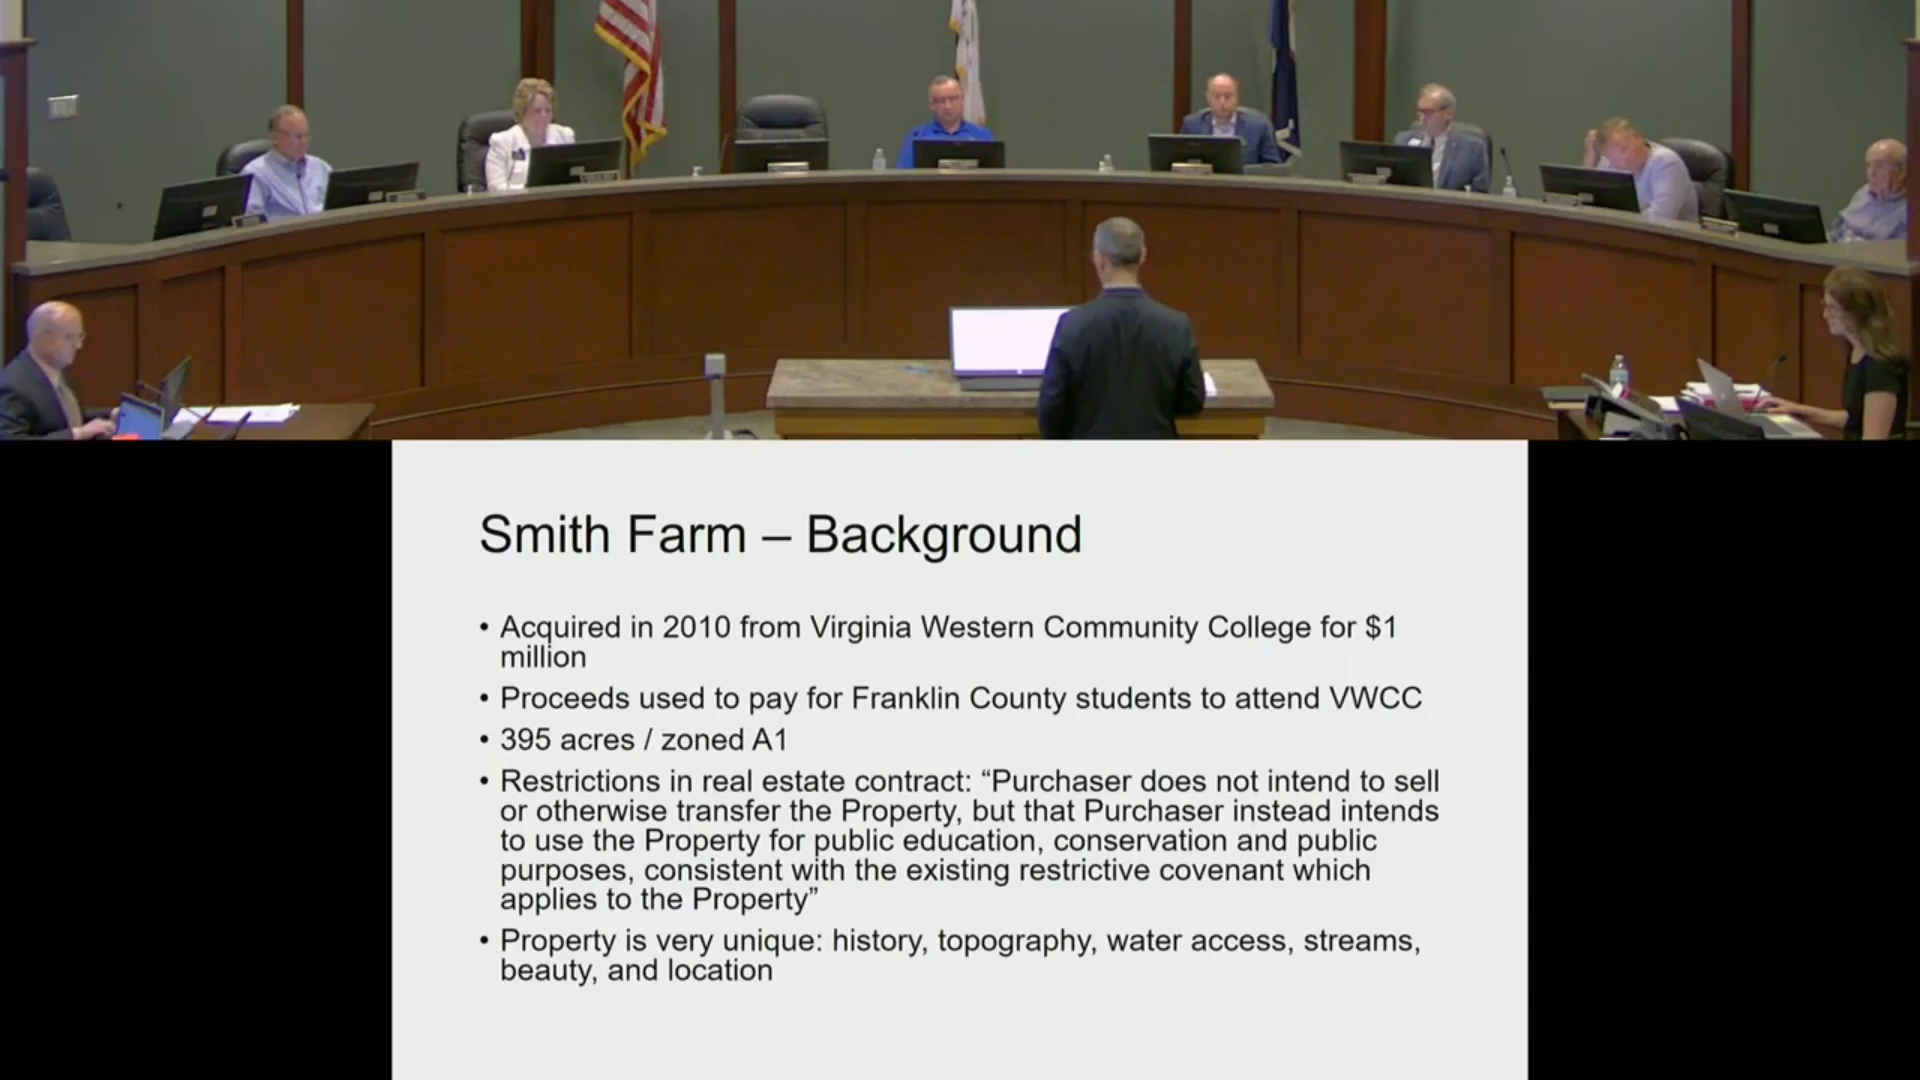 Smith Farm – Background
• Acquired in 2010 from Virginia Western Community College for $1
million
• Proceeds used to pay for Franklin County students to attend VWCC
• 395 acres / zoned A1
• Restrictions in real estate contract: “Purchaser does not intend to sell
or otherwise transfer the Property, but that Purchaser instead intends
to use the Property for public education, conservation and public
purposes, consistent with the existing restrictive covenant which
applies to the Property”
• Property is very unique: history, topography, water access, streams,
beauty, and location